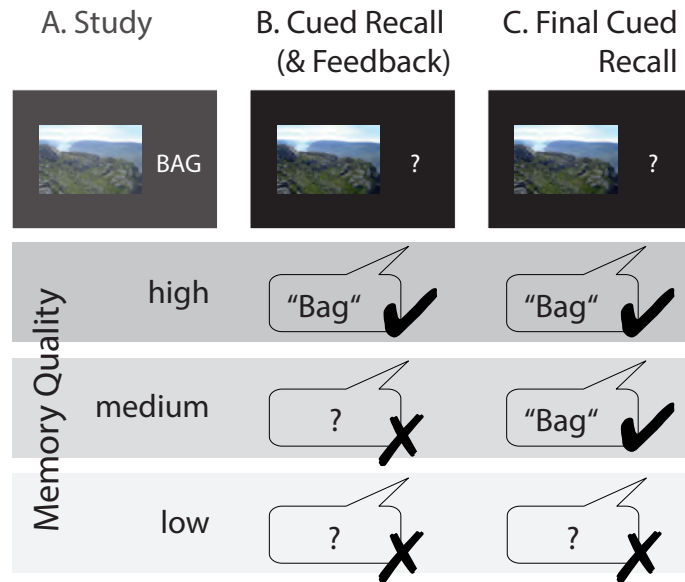 A. Study
B. Cued Recall
(& Feedback)
C. Final Cued
Recall
BAG
?
?
Memory Quality
high
“Bag“
“Bag“
medium
?
“Bag“
low
?
?